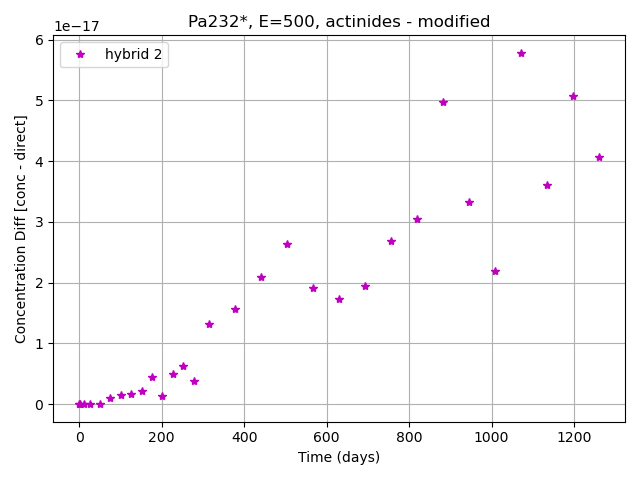 Pa232*, E=500, actinides - modified
1e−17
hybrid 2
6
5
4
3
2
1
0
Concentration Diff [conc - direct]
0 200 400 600 800 1000 1200
Time (days)